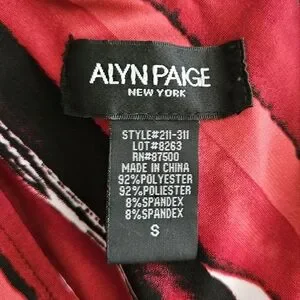 ALYN PAIGE
NEW YORK
STYLE#211-311
LOT#8263
RN#87500
MADE IN CHINA
92%POLYESTER
92%POLYESTER
8%SPANDEX
8%SPANDEX
S